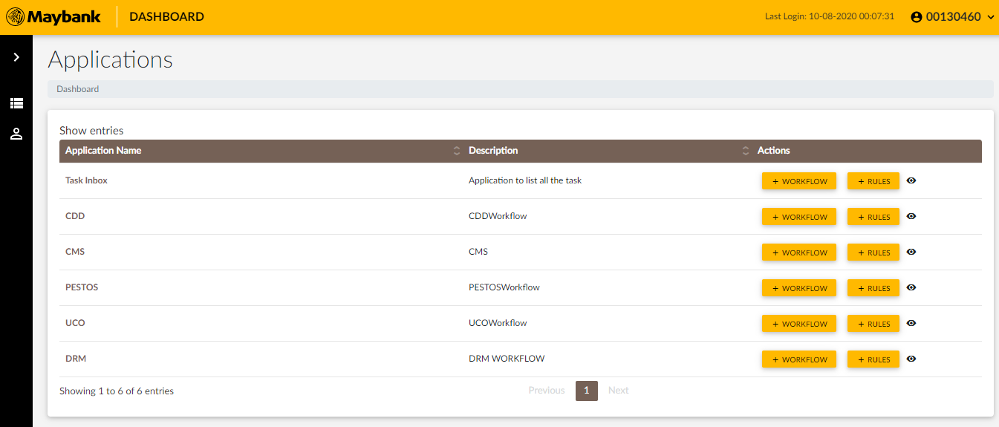 Maybank DASHBOARD Last Login: 10-08-2020 00:07:31 00130460
Applications
Dashboard
Show entries
Application Name Description Actions
Task Inbox Application to list all the task + WORKFLOW + RULES
CDD CDDWorkflow + WORKFLOW + RULES
CMS CMS + WORKFLOW + RULES
PESTOS PESTOSWorkflow + WORKFLOW + RULES
UCO UCOWorkflow + WORKFLOW + RULES
DRM DRM WORKFLOW + WORKFLOW + RULES
Showing 1 to 6 of 6 entries Previous 1 Next